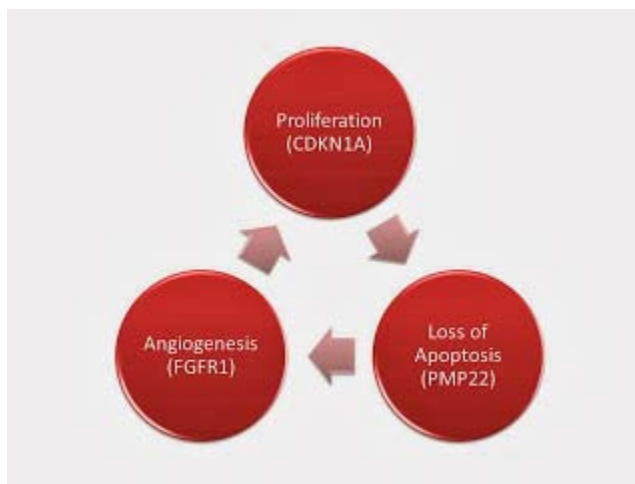 Proliferation
(CDKN1A)
Loss of
Apoptosis
(PMP22)
Angiogenesis
(FGFR1)